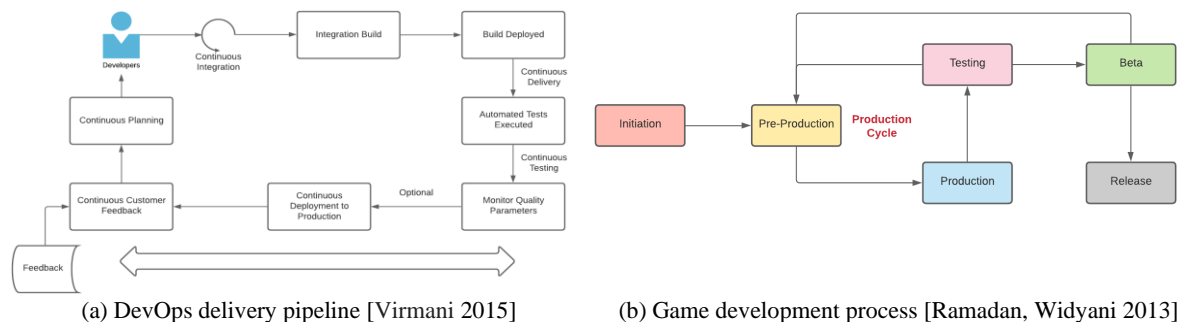 Developers
Continuous
Integration
Integration Build
Build Deployed
Continuous
Delivery
Continuous Planning
Automated Tests
Executed
Continuous
Testing
Continuous Customer
Feedback
Continuous
Deployment to
Production
Optional
Monitor Quality
Parameters
Feedback
(a) DevOps delivery pipeline [Virmani 2015]
Initiation
Pre-Production
Production
Cycle
Testing
Beta
Production
Release
(b) Game development process [Ramadan, Widyani 2013]